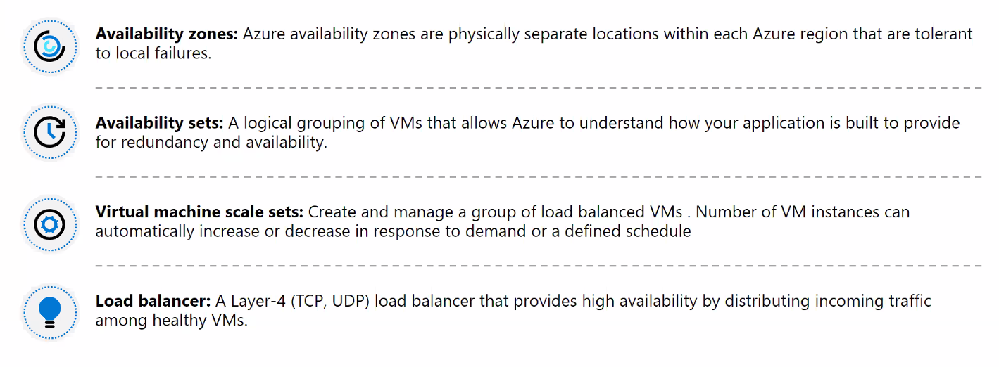 Availability zones: Azure availability zones are physically separate locations within each Azure region that are tolerant
to local failures.
Availability sets: A logical grouping of VMs that allows Azure to understand how your application is built to provide
for redundancy and availability.
Virtual machine scale sets: Create and manage a group of load balanced VMs . Number of VM instances can
automatically increase or decrease in response to demand or a defined schedule
Load balancer: A Layer-4 (TCP, UDP) load balancer that provides high availability by distributing incoming traffic
among healthy VMs.